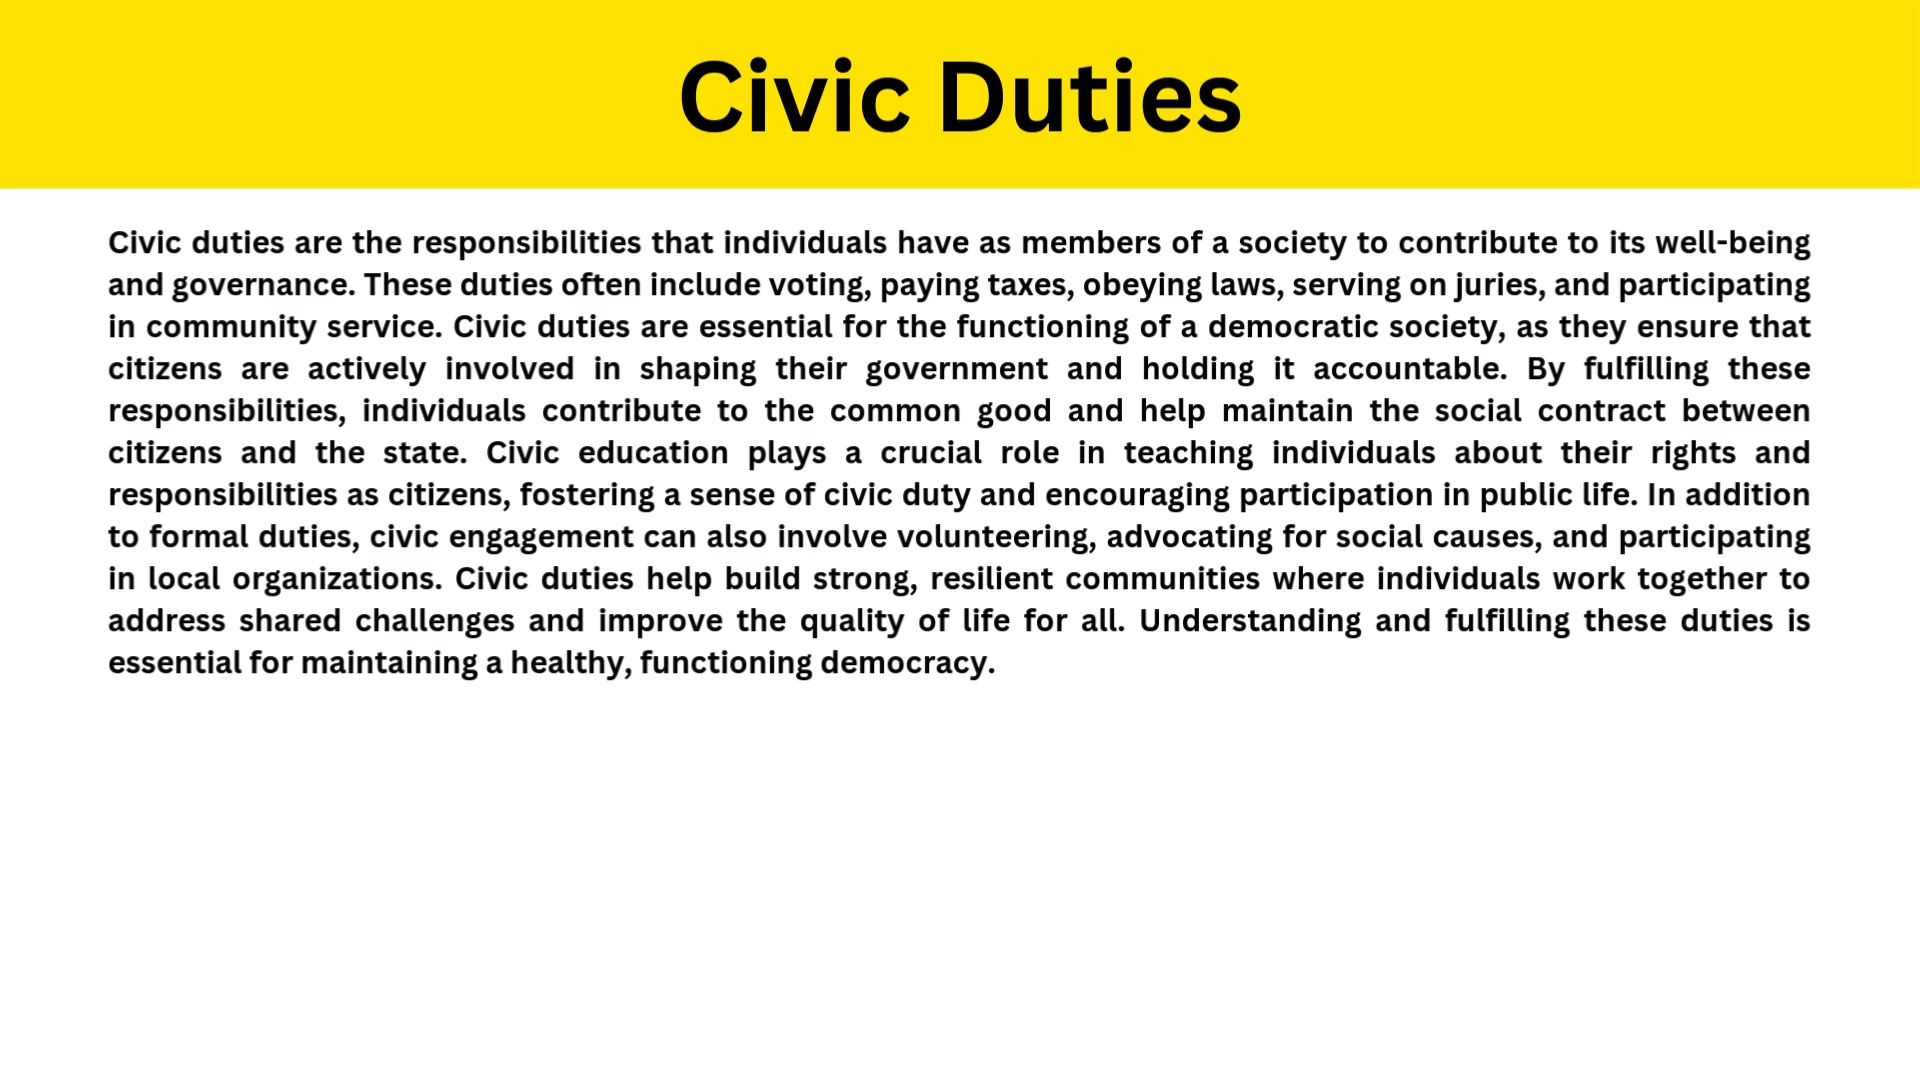 Civic Duties
Civic duties are the responsibilities that individuals have as members of a society to contribute to its well-being
and governance. These duties often include voting, paying taxes, obeying laws, serving on juries, and participating
in community service. Civic duties are essential for the functioning of a democratic society, as they ensure that
citizens are actively involved in shaping their government and holding it accountable. By fulfilling these
responsibilities, individuals contribute to the common good and help maintain the social contract between
citizens and the state. Civic education plays a crucial role in teaching individuals about their rights and
responsibilities as citizens, fostering a sense of civic duty and encouraging participation in public life. In addition
to formal duties, civic engagement can also involve volunteering, advocating for social causes, and participating
in local organizations. Civic duties help build strong, resilient communities where individuals work together to
address shared challenges and improve the quality of life for all. Understanding and fulfilling these duties is
essential for maintaining a healthy, functioning democracy.